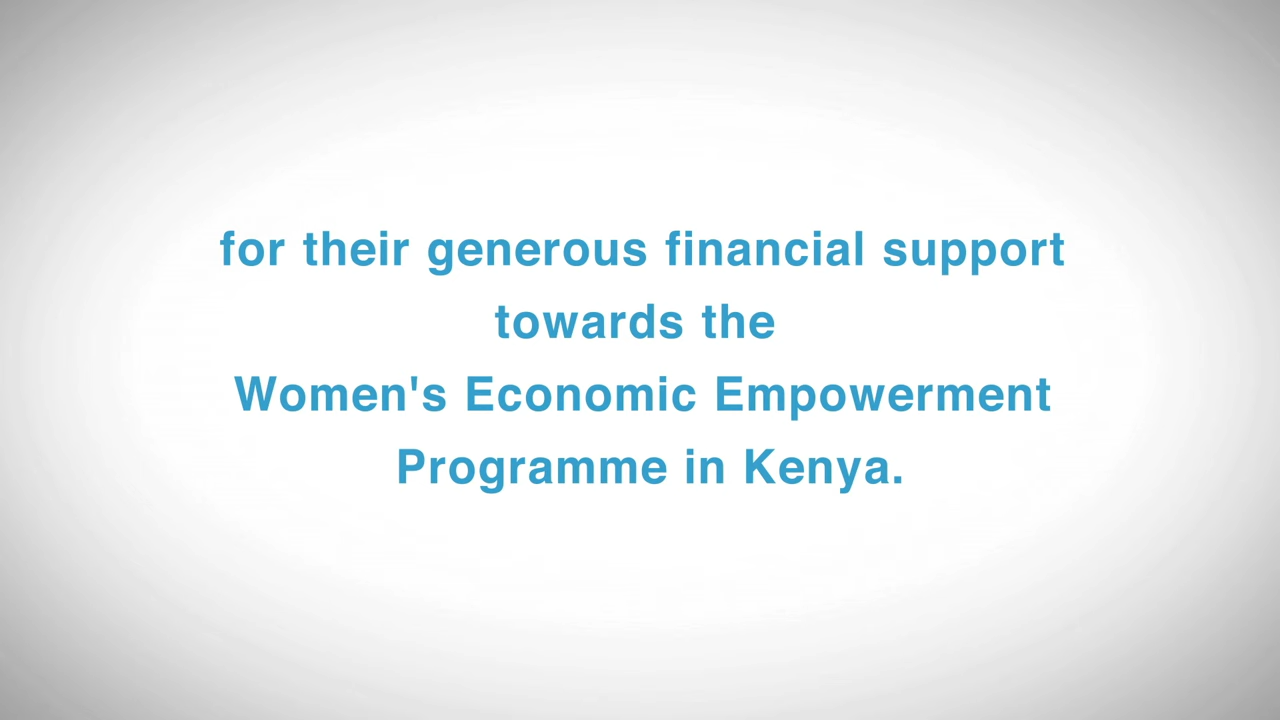 for their generous financial support
towards the
Women's Economic Empowerment
Programme in Kenya.